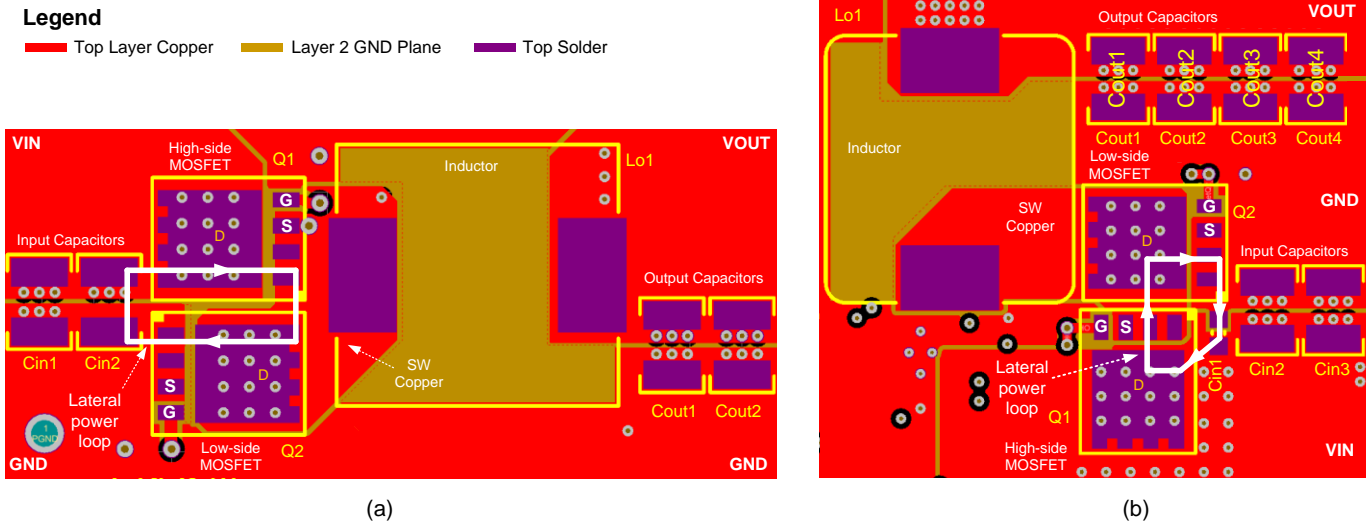 Legend
Top Layer Copper
Layer 2 GND Plane
Top Solder
VIN
High-side
MOSFET
Q1
Inductor
Lo1
VOUT
G
S
D
Input Capacitors
Output Capacitors
Cin1
Cin2
Lateral
power
loop
D
S
G
SW
Copper
Cout1
Cout2
1
PGND
GND
Low-side
MOSFET
Q2
GND
(a)
Lo1
Output Capacitors
VOUT
Cout1
Cout2
Cout3
Cout4
Cout1
Cout2
Cout3
Cout4
Inductor
Low-side
MOSFET
GND
SW
Copper
G
S
D
Q2
Input Capacitors
G
S
Lateral
power
loop
D
Cin1
Cin2
Cin3
Q1
High-side
MOSFET
VIN
(b)